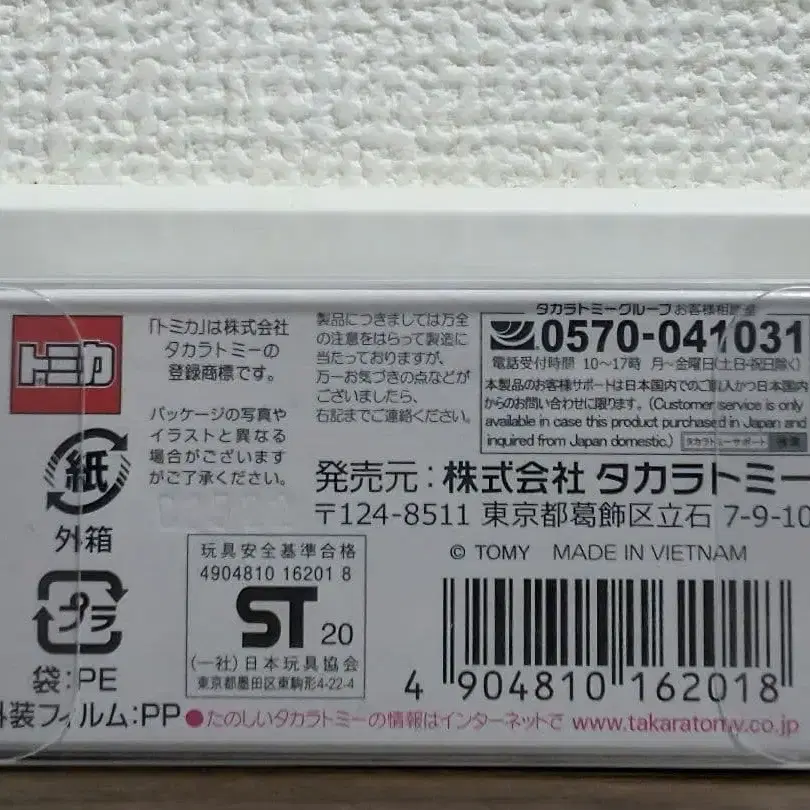 トミカ
「トミカ」は株式会社
タカラトミーの
登録商標です。
パッケージの写真や
イラストと異なる
場合がございます
がご了承ください。
製品につきましては万全
の注意をはらって製造に
当たっておりますが、
万一お気づきの点などが
ございましたら、
右記までご連絡ください。
タカラトミーグループお客様相談室
0570-041031
電話受付時間 10〜17時 月〜金曜日(土日・祝日除く)
本製品のお客様サポートは日本国内でのご購入かつ日本国内
からのお問い合わせに限ります。(Customer service is only
available in case this product purchased in Japan and
inquired from Japan domestic.) タカラトミーサポート 検索
発売元:株式会社 タカラトミー
〒124-8511 東京都葛飾区立石 7-9-10
© TOMY MADE IN VIETNAM
紙
外箱
プラ
袋:PE
外装フィルム:PP
玩具安全基準合格
4904810 16201 8
ST 20
(一社)日本玩具協会
東京都墨田区東駒形4-22-4
4 904810 162018
●たのしいタカラトミーの情報はインターネットで www.takaratomy.co.jp